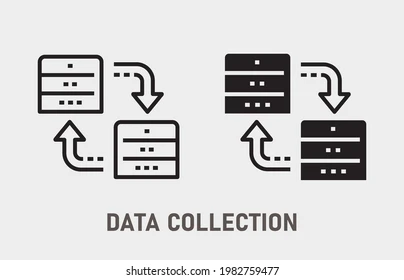 DATA COLLECTION
shutterstock.com · 1982759477